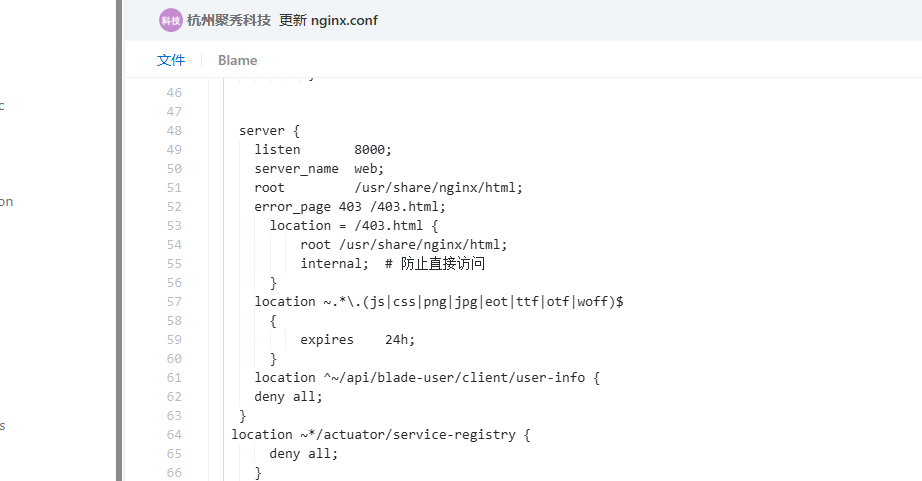 科技 杭州聚秀科技 更新 nginx.conf
文件 Blame
46
c
47
48 server {
49 listen 8000;
50 server_name web;
51 root /usr/share/nginx/html;
on
52 error_page 403 /403.html;
53 location = /403.html {
54 root /usr/share/nginx/html;
55 internal; # 防止直接访问
56 }
57 location ~.*\.(js|css|png|jpg|eot|ttf|otf|woff)$
58 {
59 expires 24h;
60 }
61 location ^~/api/blade-user/client/user-info {
62 deny all;
63 }
s
64 location ~*/actuator/service-registry {
65 deny all;
66 }